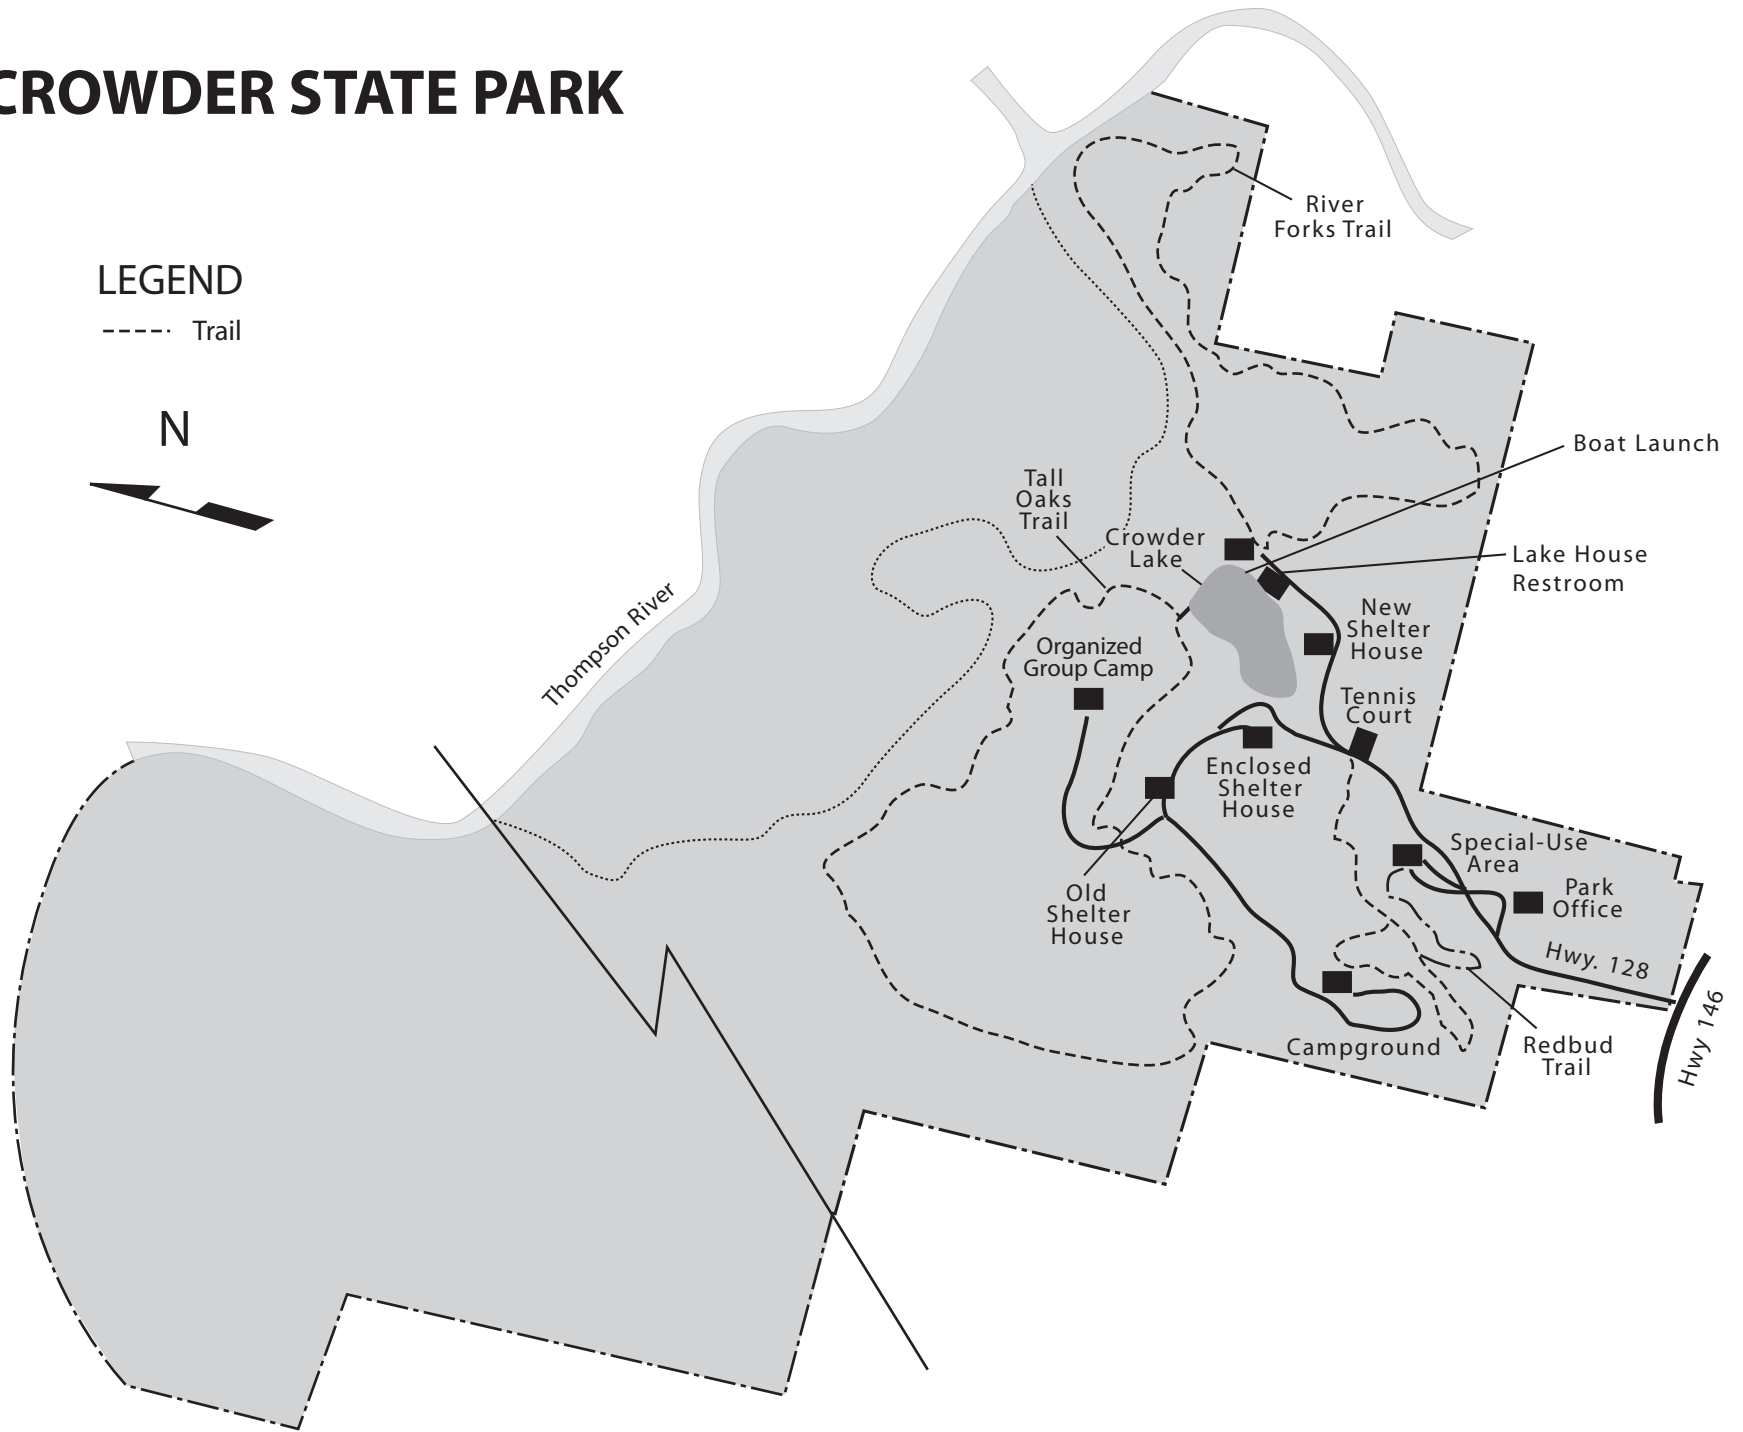 CROWDER STATE PARK
LEGEND
Trail
N
River
Forks Trail
Boat Launch
Tall
Oaks
Trail
Crowder
Lake
Lake House
Restroom
New
Shelter
House
Organized
Group Camp
Thompson River
Tennis
Court
Enclosed
Shelter
House
Special-Use
Area
Park
Office
Old
Shelter
House
Hwy. 128
Hwy 146
Campground
Redbud
Trail